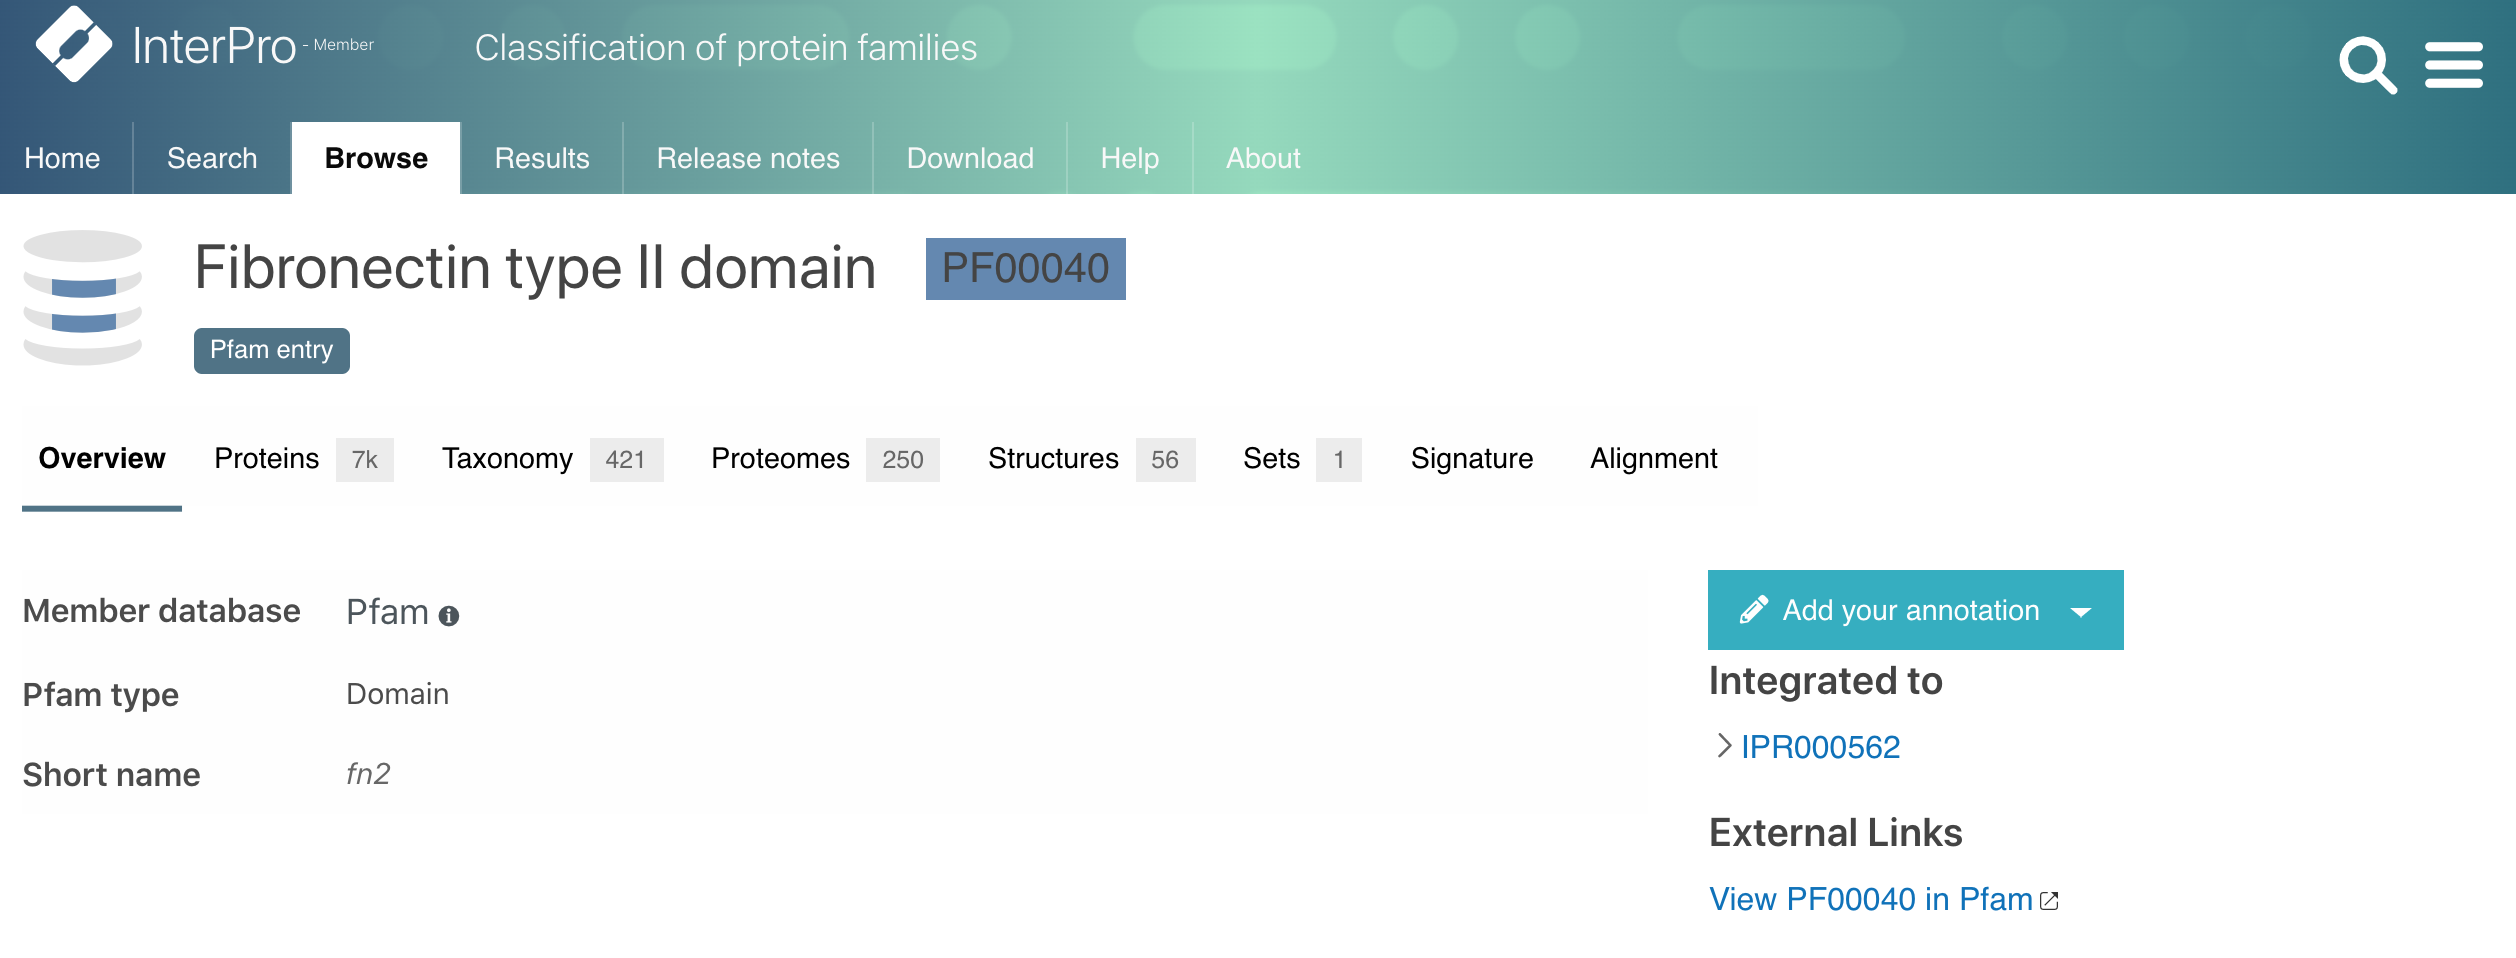 InterPro - Member
Classification of protein families
Home Search Browse Results Release notes Download Help About
Fibronectin type II domain PF00040
Pfam entry
Overview Proteins 7k Taxonomy 421 Proteomes 250 Structures 56 Sets 1 Signature Alignment
Member database Pfam
Pfam type Domain
Short name fn2
Add your annotation
Integrated to
IPR000562
External Links
View PF00040 in Pfam